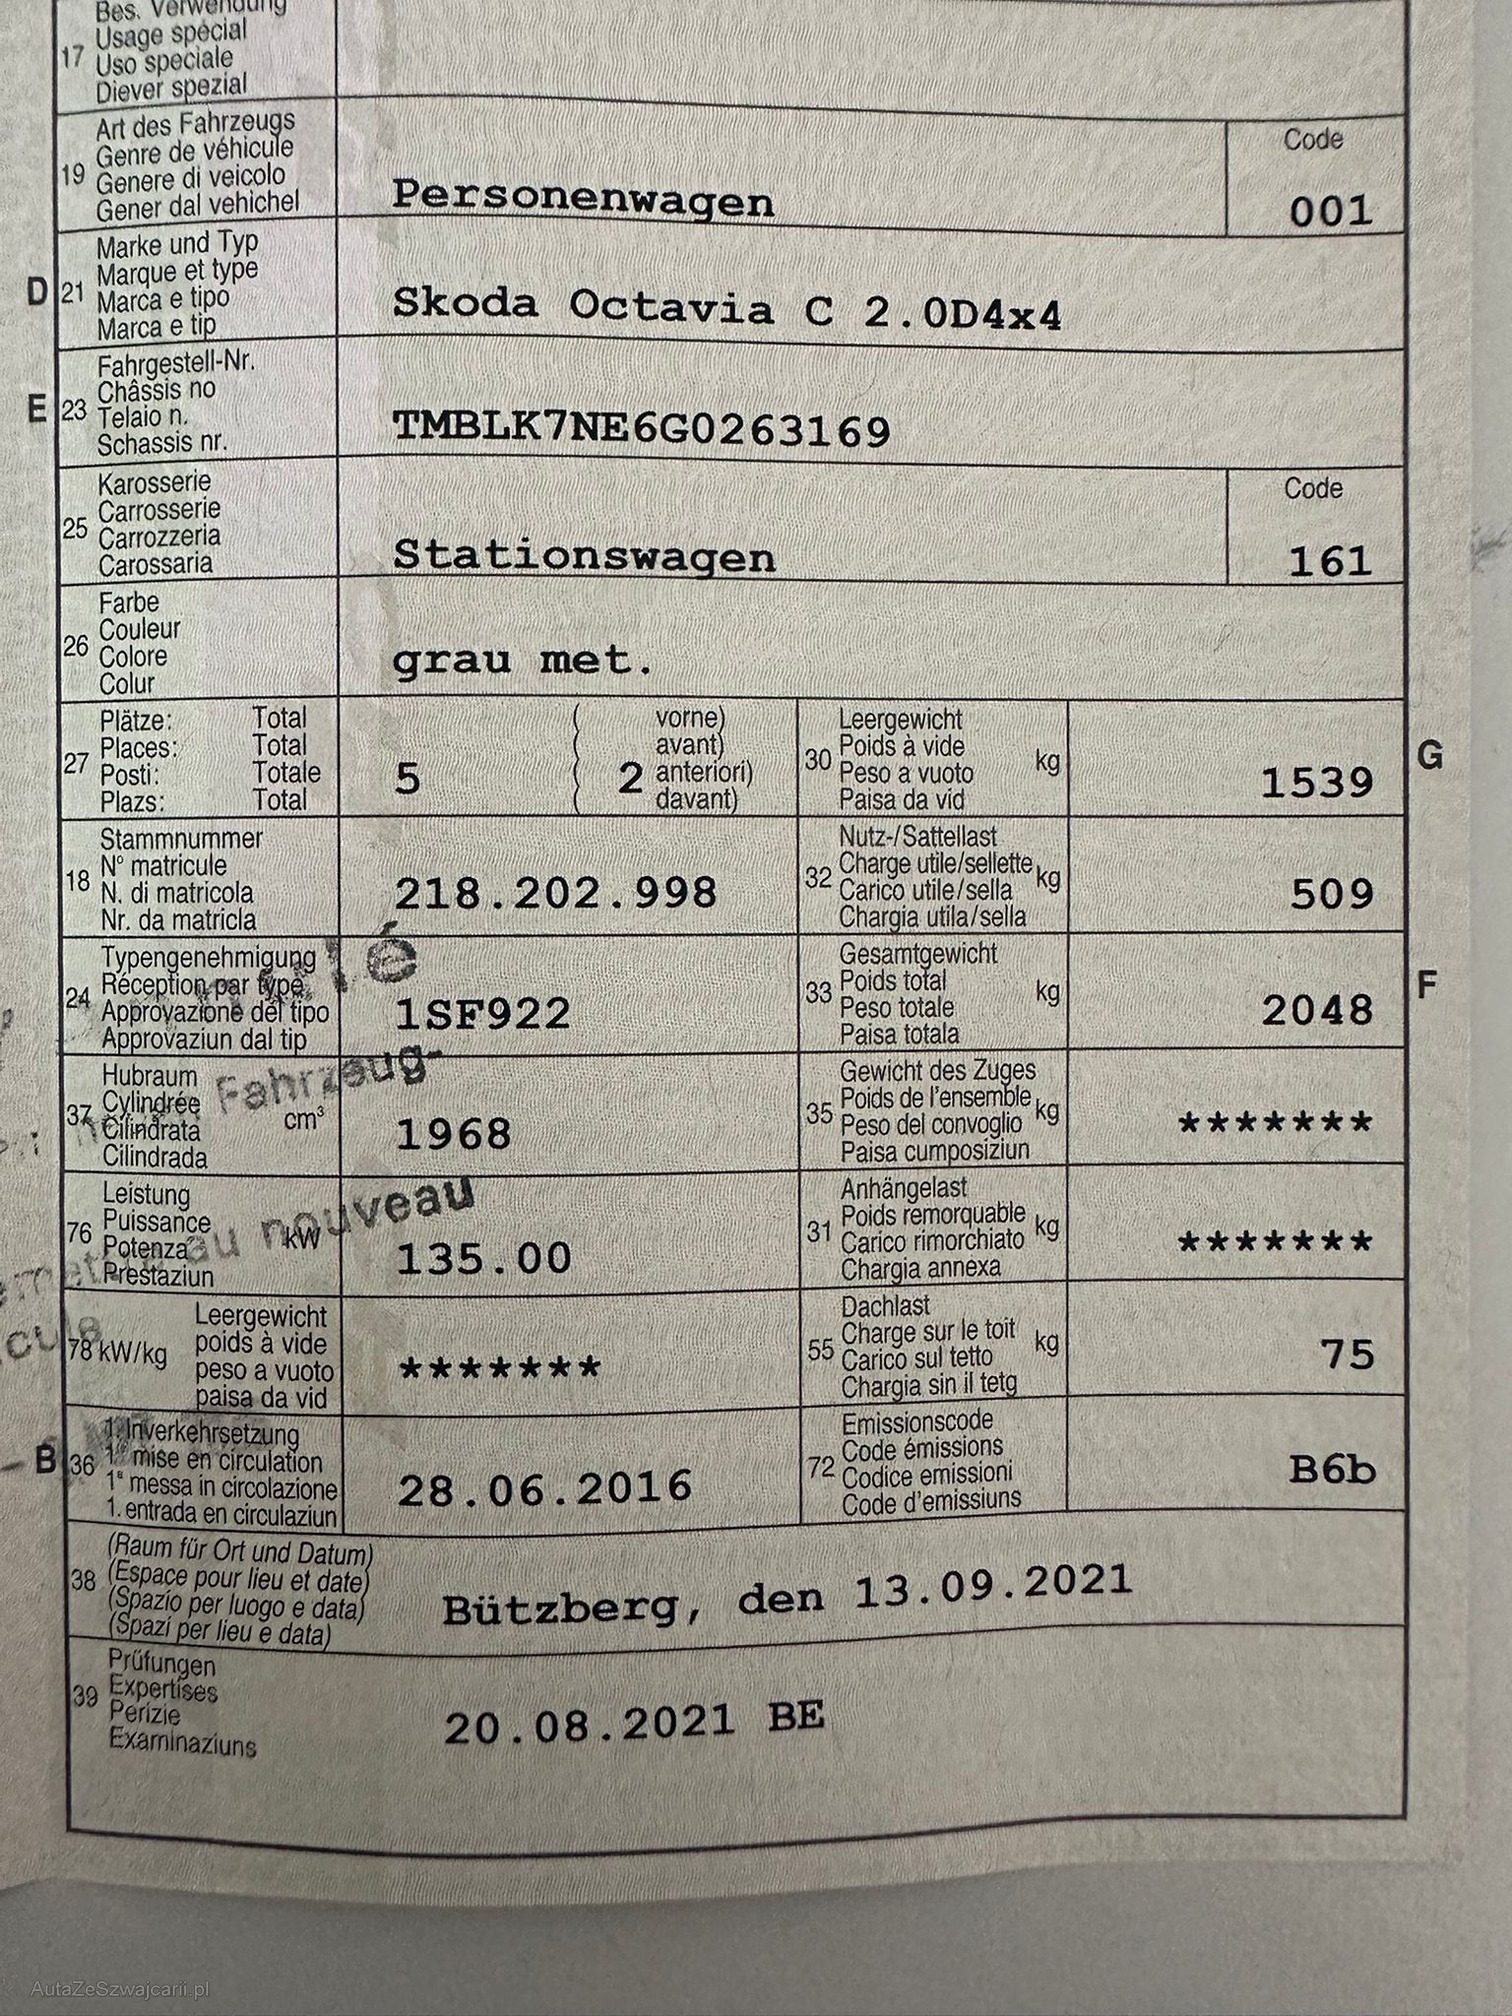 Bes. Verwendung
17 Usage spécial
Uso speciale
Diever spezial
Art des Fahrzeugs
19 Genre de véhicule
Genere di veicolo
Gener dal vehichel
Personenwagen
Code
001
Marke und Typ
D 21 Marque et type
Marca e tipo
Marca e tip
Skoda Octavia C 2.0D4x4
Fahrgestell-Nr.
Châssis no
E 23 Telaio n.
Schassis nr.
TMBLK7NE6G0263169
Karosserie
25 Carrosserie
Carrozzeria
Carossaria
Stationswagen
Code
161
Farbe
26 Couleur
Colore
Colur
grau met.
Plätze: Total
27 Places: Total
Posti: Totale
Plazs: Total
5 ( 2 vorne)
( avant)
( anteriori)
( davant)
Leergewicht
30 Poids à vide kg
Peso a vuoto
Paisa da vid
1539 G
Stammnummer
18 N° matricule
N. di matricola
Nr. da matricla
218.202.998
Nutz-/Sattellast
32 Charge utile/sellette kg
Carico utile/sella
Chargia utila/sella
509
Typengenehmigung
24 Réception par type
Approvazione del tipo
Approvaziun dal tip
1SF922
Gesamtgewicht
33 Poids total kg
Peso totale
Paisa totala
2048 F
Hubraum
37 Cylindrée cm³
Cilindrata
Cilindrada
1968
Fahrzeug-
Gewicht des Zuges
35 Poids de l'ensemble kg
Peso del convoglio
Paisa cumposiziun
*******
Leistung
76 Puissance kW
Potenza
Prestaziun
135.00
au nouveau
Anhängelast
31 Poids remorquable kg
Carico rimorchiato
Chargia annexa
*******
78 kW/kg Leergewicht
poids à vide
peso a vuoto
paisa da vid
*******
Dachlast
55 Charge sur le toit kg
Carico sul tetto
Chargia sin il tetg
75
1. Inverkehrsetzung
B 36 1re mise en circulation
1a messa in circolazione
1. entrada en circulaziun
28.06.2016
Emissionscode
72 Code émissions
Codice emissioni
Code d'emissiuns
B6b
(Raum für Ort und Datum)
38 (Espace pour lieu et date)
(Spazio per luogo e data)
(Spazi per lieu e data)
Bützberg, den 13.09.2021
Prüfungen
39 Expertises
Perizie
Examinaziuns
20.08.2021 BE
AutaZeSzwajcarii.pl